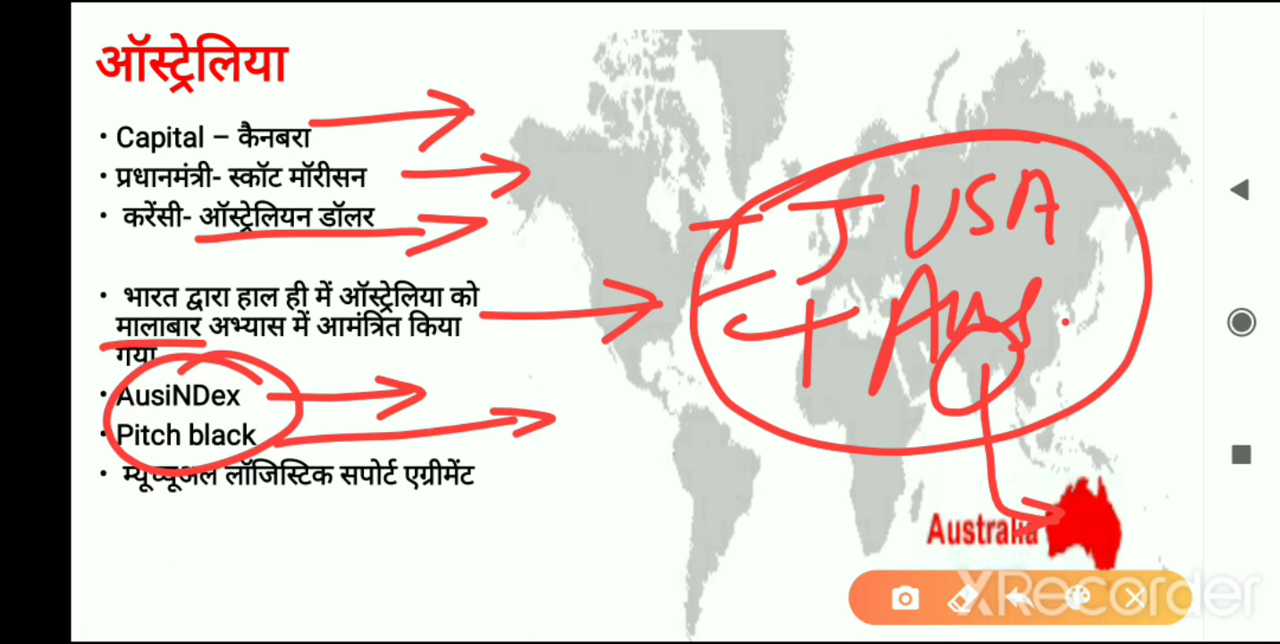 ऑस्ट्रेलिया
• Capital – कैनबरा
• प्रधानमंत्री- स्कॉट मॉरीसन
• करेंसी- ऑस्ट्रेलियन डॉलर
• भारत द्वारा हाल ही में ऑस्ट्रेलिया को
मालाबार अभ्यास में आमंत्रित किया
गया
• AusiNDex
• Pitch black
• म्यूच्यूअल लॉजिस्टिक सपोर्ट एग्रीमेंट
I J USA
+ Aus
Australia
XRecorder